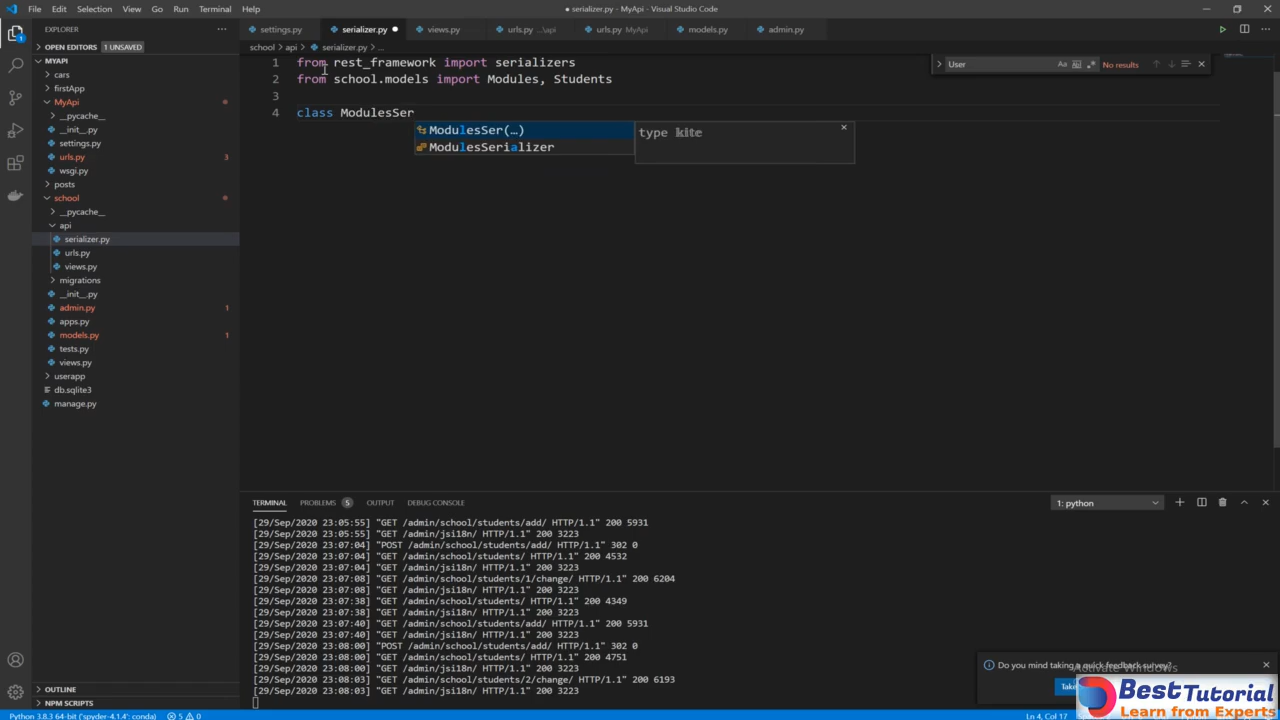 File Edit Selection View Go Run Terminal Help
● serializer.py - MyApi - Visual Studio Code
EXPLORER
OPEN EDITORS 1 UNSAVED
MYAPI
cars
firstApp
MyApi
__pycache__
__init__.py
settings.py
urls.py 3
wsgi.py
posts
school
__pycache__
api
serializer.py
urls.py
views.py
migrations
__init__.py
admin.py 1
apps.py
models.py 1
tests.py
views.py
userapp
db.sqlite3
manage.py
OUTLINE
NPM SCRIPTS
settings.py serializer.py ● views.py urls.py ...\api urls.py MyApi models.py admin.py
school > api > serializer.py > ...
User Aa No results
1 from rest_framework import serializers
2 from school.models import Modules, Students
3
4 class ModulesSer
ModulesSer(…)
ModulesSerializer
type kite
TERMINAL PROBLEMS 5 OUTPUT DEBUG CONSOLE
1: python
[29/Sep/2020 23:05:55] "GET /admin/school/students/add/ HTTP/1.1" 200 5931
[29/Sep/2020 23:05:55] "GET /admin/jsi18n/ HTTP/1.1" 200 3223
[29/Sep/2020 23:07:04] "POST /admin/school/students/add/ HTTP/1.1" 302 0
[29/Sep/2020 23:07:04] "GET /admin/school/students/ HTTP/1.1" 200 4532
[29/Sep/2020 23:07:04] "GET /admin/jsi18n/ HTTP/1.1" 200 3223
[29/Sep/2020 23:07:08] "GET /admin/school/students/1/change/ HTTP/1.1" 200 6204
[29/Sep/2020 23:07:08] "GET /admin/jsi18n/ HTTP/1.1" 200 3223
[29/Sep/2020 23:07:38] "GET /admin/school/students/ HTTP/1.1" 200 4349
[29/Sep/2020 23:07:38] "GET /admin/jsi18n/ HTTP/1.1" 200 3223
[29/Sep/2020 23:07:40] "GET /admin/school/students/add/ HTTP/1.1" 200 5931
[29/Sep/2020 23:07:40] "GET /admin/jsi18n/ HTTP/1.1" 200 3223
[29/Sep/2020 23:08:00] "POST /admin/school/students/add/ HTTP/1.1" 302 0
[29/Sep/2020 23:08:00] "GET /admin/school/students/ HTTP/1.1" 200 4751
[29/Sep/2020 23:08:00] "GET /admin/jsi18n/ HTTP/1.1" 200 3223
[29/Sep/2020 23:08:03] "GET /admin/school/students/2/change/ HTTP/1.1" 200 6193
[29/Sep/2020 23:08:03] "GET /admin/jsi18n/ HTTP/1.1" 200 3223
Do you mind taking a quick feedback survey?
Activate Windows
BestTutorial
Learn from Experts
Python 3.8.3 64-bit ('spyder-4.1.4': conda) 5 0
Ln 4, Col 17